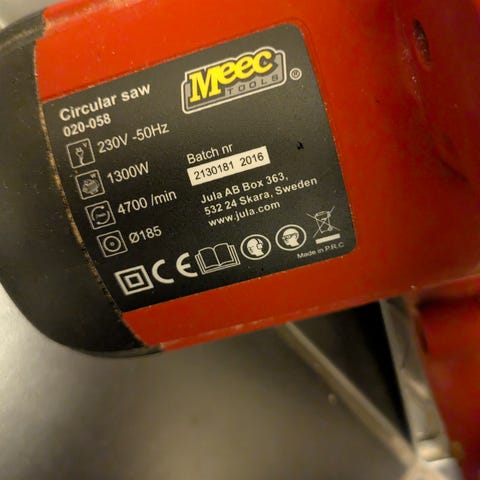 Circular saw
020-058
Meec
TOOLS ®
230V -50Hz
1300W
4700 /min
Ø185
Batch nr
2130181 2016
Jula AB Box 363,
532 24 Skara, Sweden
www.jula.com
CE
Made in P.R.C